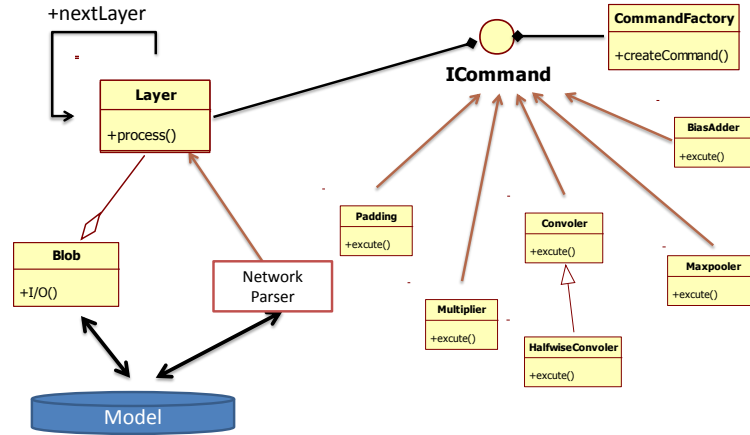 +nextLayer
CommandFactory
+createCommand()
ICommand
Layer
+process()
BiasAdder
+excute()
Padding
+excute()
Convoler
+excute()
Blob
+I/O()
Network
Parser
Maxpooler
+excute()
Multiplier
+excute()
HalfwiseConvoler
+excute()
Model